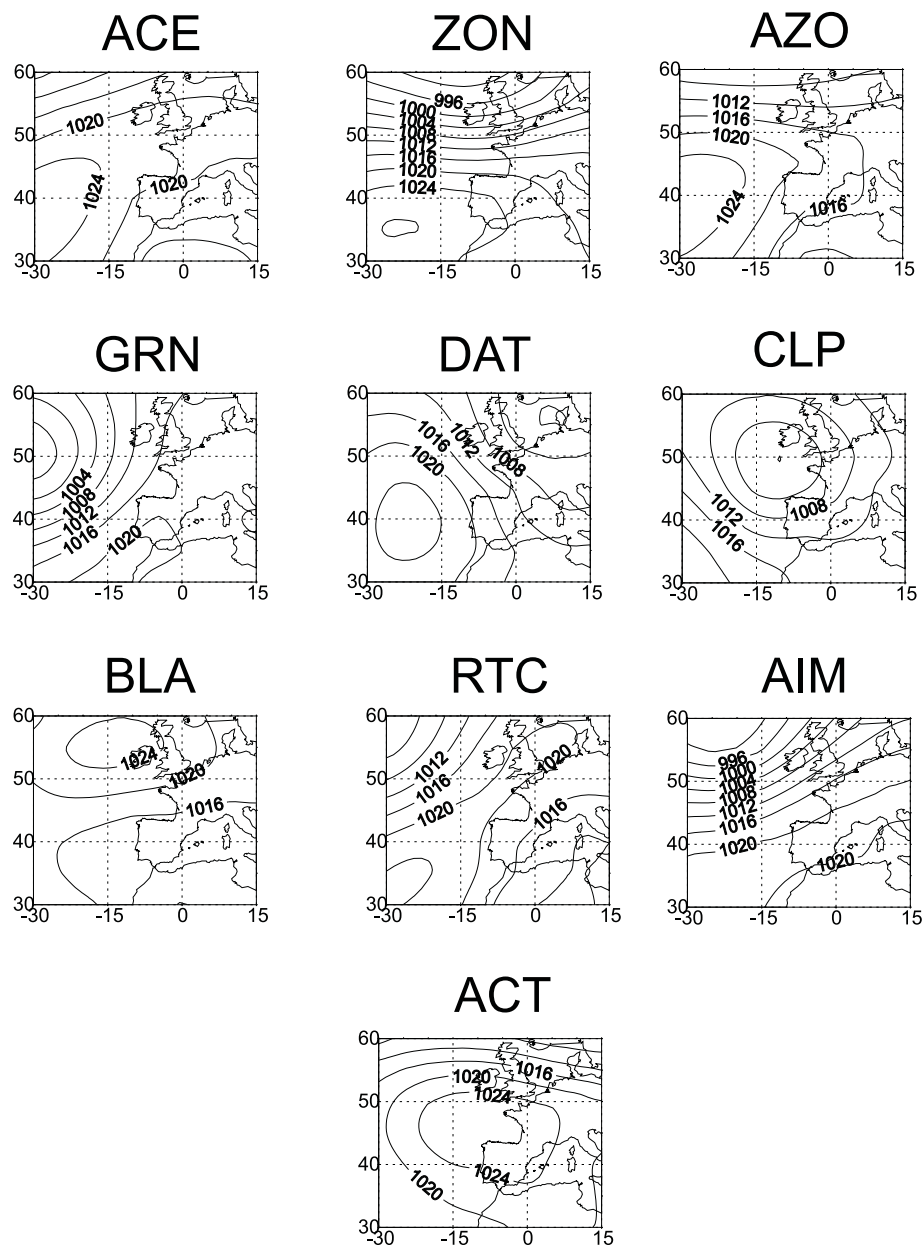 ACE ZON AZO
60 60 60
996
1000 1012
1020 1004 1016
50 50 1008 50
1012 1020
1016
1024 1020 1020 1024
40 40 1024 40 1016
30 30 30
-30 -15 0 15 -30 -15 0 15 -30 -15 0 15
GRN DAT CLP
60 60 60
1016 1012
50 50 1020 1008 50
1004
1008
1012 1012 1008
40 1016 1020 40 40 1016
30 30 30
-30 -15 0 15 -30 -15 0 15 -30 -15 0 15
BLA RTC AIM
60 60 60
1024 1012 1020 996
1020 1016 1000
50 50 1020 50 1004
1016 1016 1008
1012
1016
40 40 40 1020 1020
30 30 30
-30 -15 0 15 -30 -15 0 15 -30 -15 0 15
ACT
60
1020 1016
1024
50
40 1020 1024
30
-30 -15 0 15